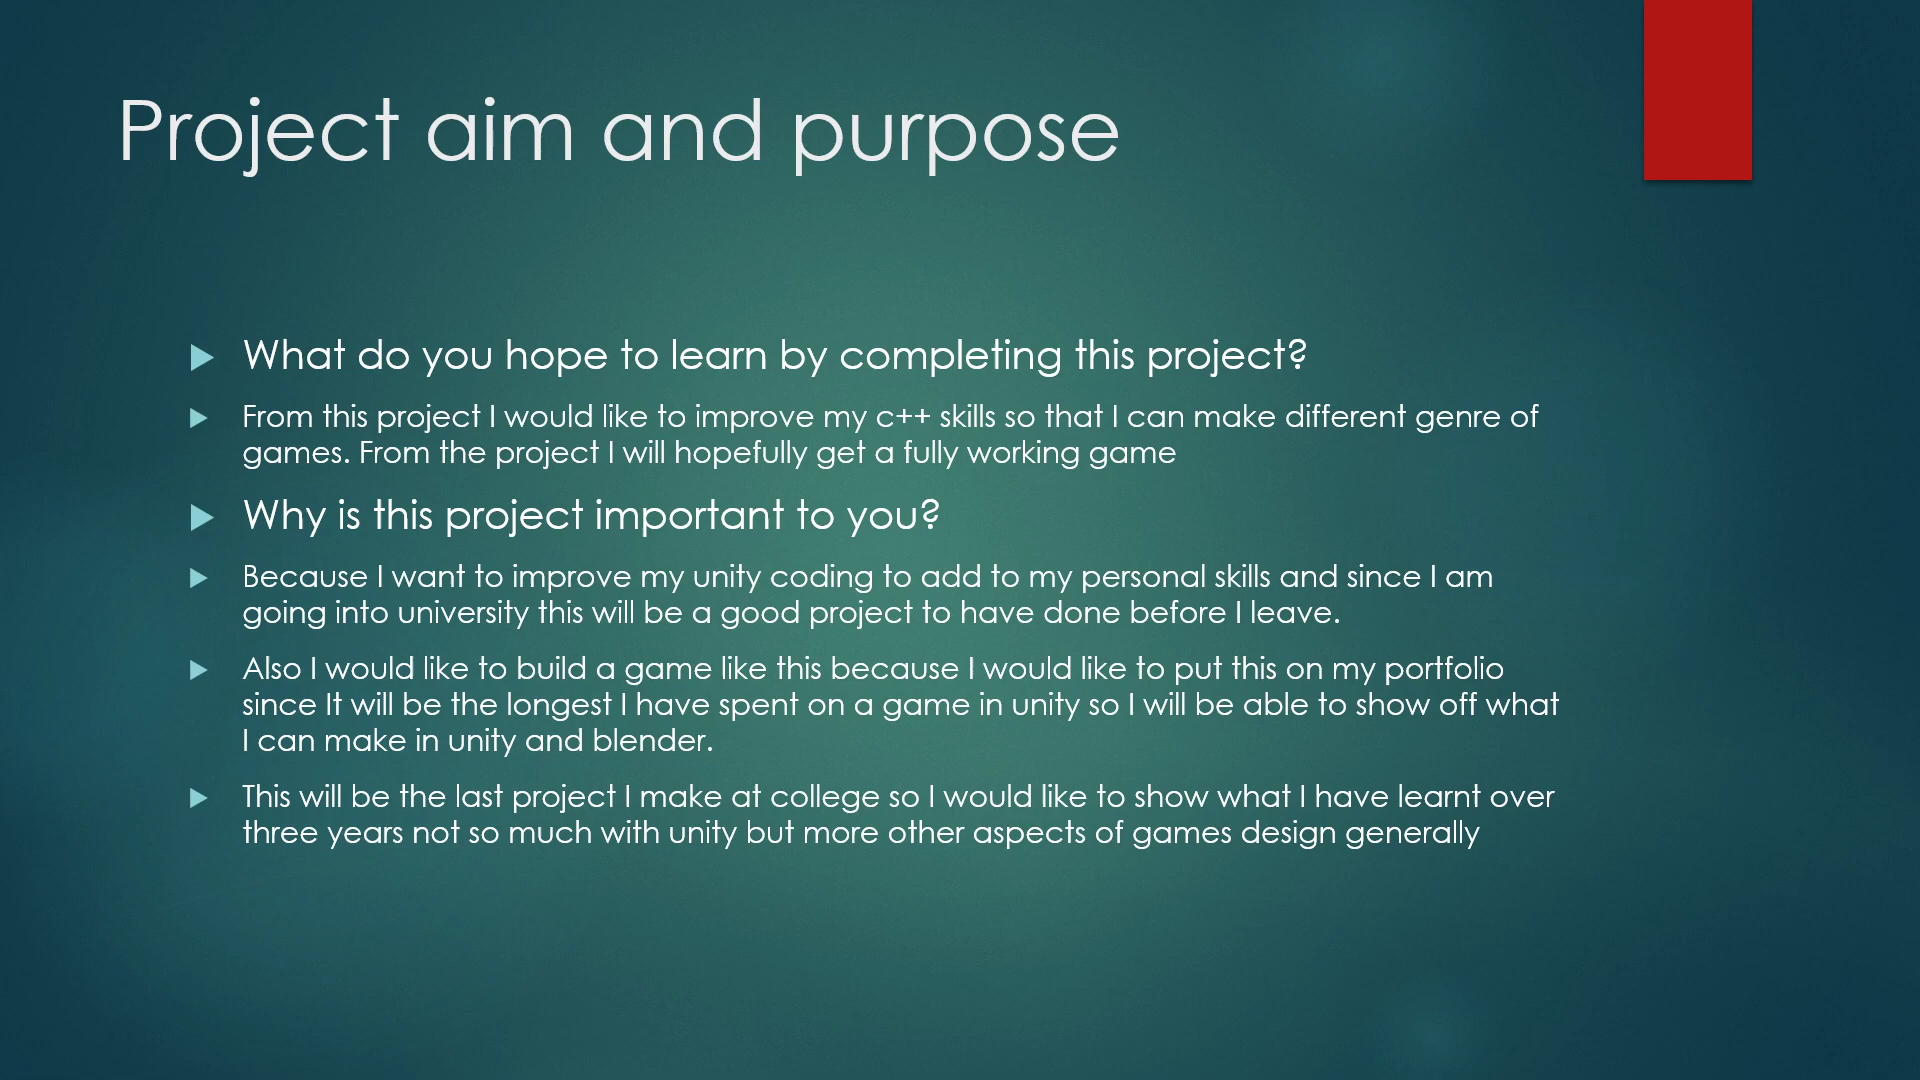 Project aim and purpose
What do you hope to learn by completing this project?
From this project I would like to improve my c++ skills so that I can make different genre of
games. From the project I will hopefully get a fully working game
Why is this project important to you?
Because I want to improve my unity coding to add to my personal skills and since I am
going into university this will be a good project to have done before I leave.
Also I would like to build a game like this because I would like to put this on my portfolio
since It will be the longest I have spent on a game in unity so I will be able to show off what
I can make in unity and blender.
This will be the last project I make at college so I would like to show what I have learnt over
three years not so much with unity but more other aspects of games design generally